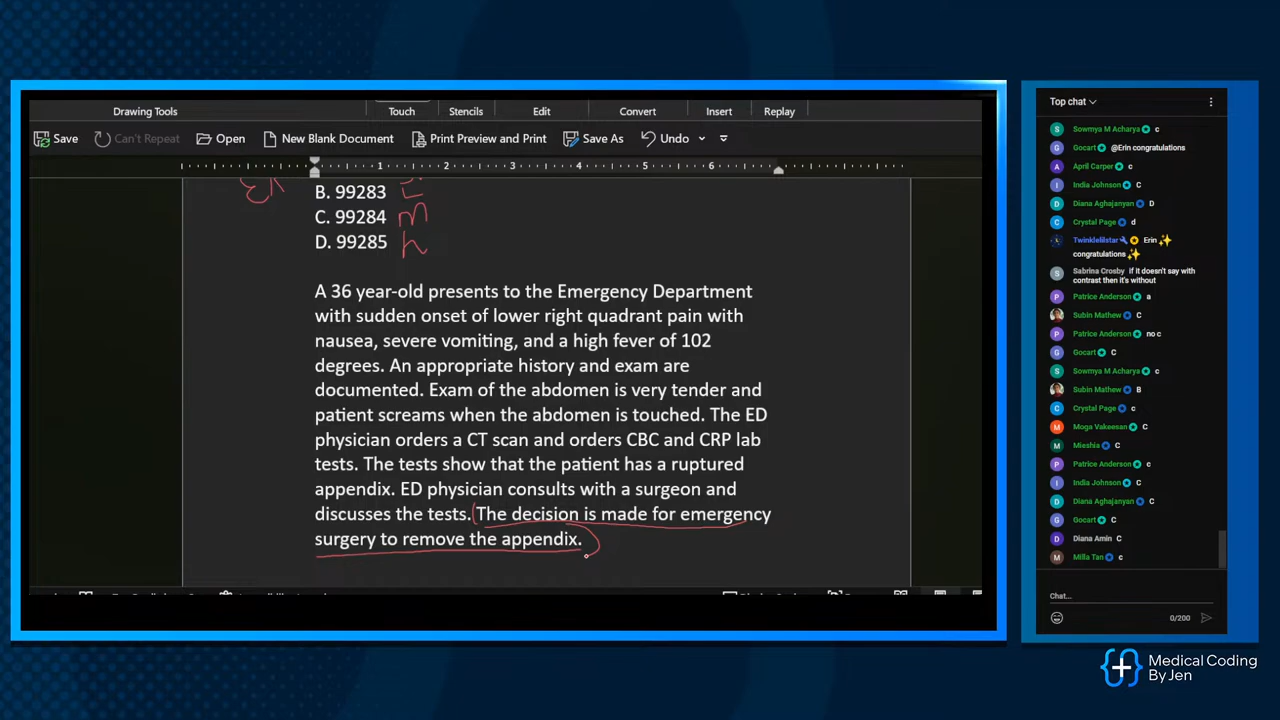 Drawing Tools
Touch
Stencils
Edit
Convert
Insert
Replay
Save
Can't Repeat
Open
New Blank Document
Print Preview and Print
Save As
Undo
1 2 3 4 5 6
ER
B. 99283 L
C. 99284 m
D. 99285 h
A 36 year-old presents to the Emergency Department
with sudden onset of lower right quadrant pain with
nausea, severe vomiting, and a high fever of 102
degrees. An appropriate history and exam are
documented. Exam of the abdomen is very tender and
patient screams when the abdomen is touched. The ED
physician orders a CT scan and orders CBC and CRP lab
tests. The tests show that the patient has a ruptured
appendix. ED physician consults with a surgeon and
discusses the tests. The decision is made for emergency
surgery to remove the appendix.
Top chat
S Sowmya M Acharya c
G Gocart @Erin congratulations
A April Carper c
I India Johnson C
D Diana Aghajanyan D
C Crystal Page d
Twinklelilstar Erin
congratulations
S Sabrina Crosby if it doesn't say with
contrast then it's without
P Patrice Anderson a
Subin Mathew C
P Patrice Anderson no c
G Gocart C
S Sowmya M Acharya c
Subin Mathew B
C Crystal Page c
M Moga Vakeesan C
M Mieshia C
P Patrice Anderson c
I India Johnson C
D Diana Aghajanyan C
G Gocart C
Diana Amin C
M Milla Tan c
Chat...
0/200
Medical Coding
By Jen